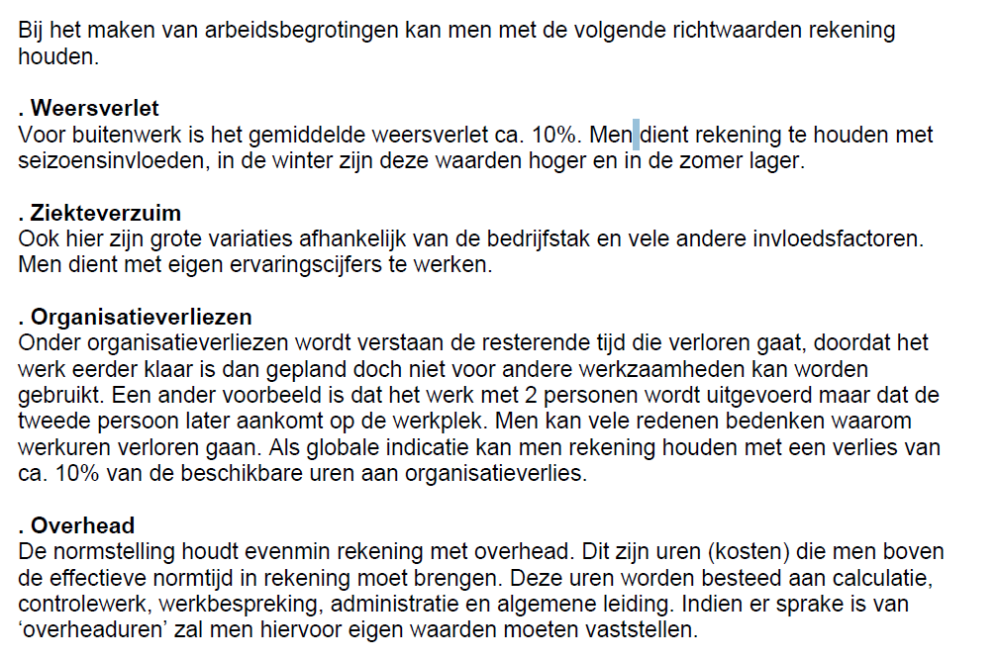 Bij het maken van arbeidsbegrotingen kan men met de volgende richtwaarden rekening
houden.
. Weersverlet
Voor buitenwerk is het gemiddelde weersverlet ca. 10%. Men dient rekening te houden met
seizoensinvloeden, in de winter zijn deze waarden hoger en in de zomer lager.
. Ziekteverzuim
Ook hier zijn grote variaties afhankelijk van de bedrijfstak en vele andere invloedsfactoren.
Men dient met eigen ervaringscijfers te werken.
. Organisatieverliezen
Onder organisatieverliezen wordt verstaan de resterende tijd die verloren gaat, doordat het
werk eerder klaar is dan gepland doch niet voor andere werkzaamheden kan worden
gebruikt. Een ander voorbeeld is dat het werk met 2 personen wordt uitgevoerd maar dat de
tweede persoon later aankomt op de werkplek. Men kan vele redenen bedenken waarom
werkuren verloren gaan. Als globale indicatie kan men rekening houden met een verlies van
ca. 10% van de beschikbare uren aan organisatieverlies.
. Overhead
De normstelling houdt evenmin rekening met overhead. Dit zijn uren (kosten) die men boven
de effectieve normtijd in rekening moet brengen. Deze uren worden besteed aan calculatie,
controlewerk, werkbespreking, administratie en algemene leiding. Indien er sprake is van
‘overheaduren’ zal men hiervoor eigen waarden moeten vaststellen.